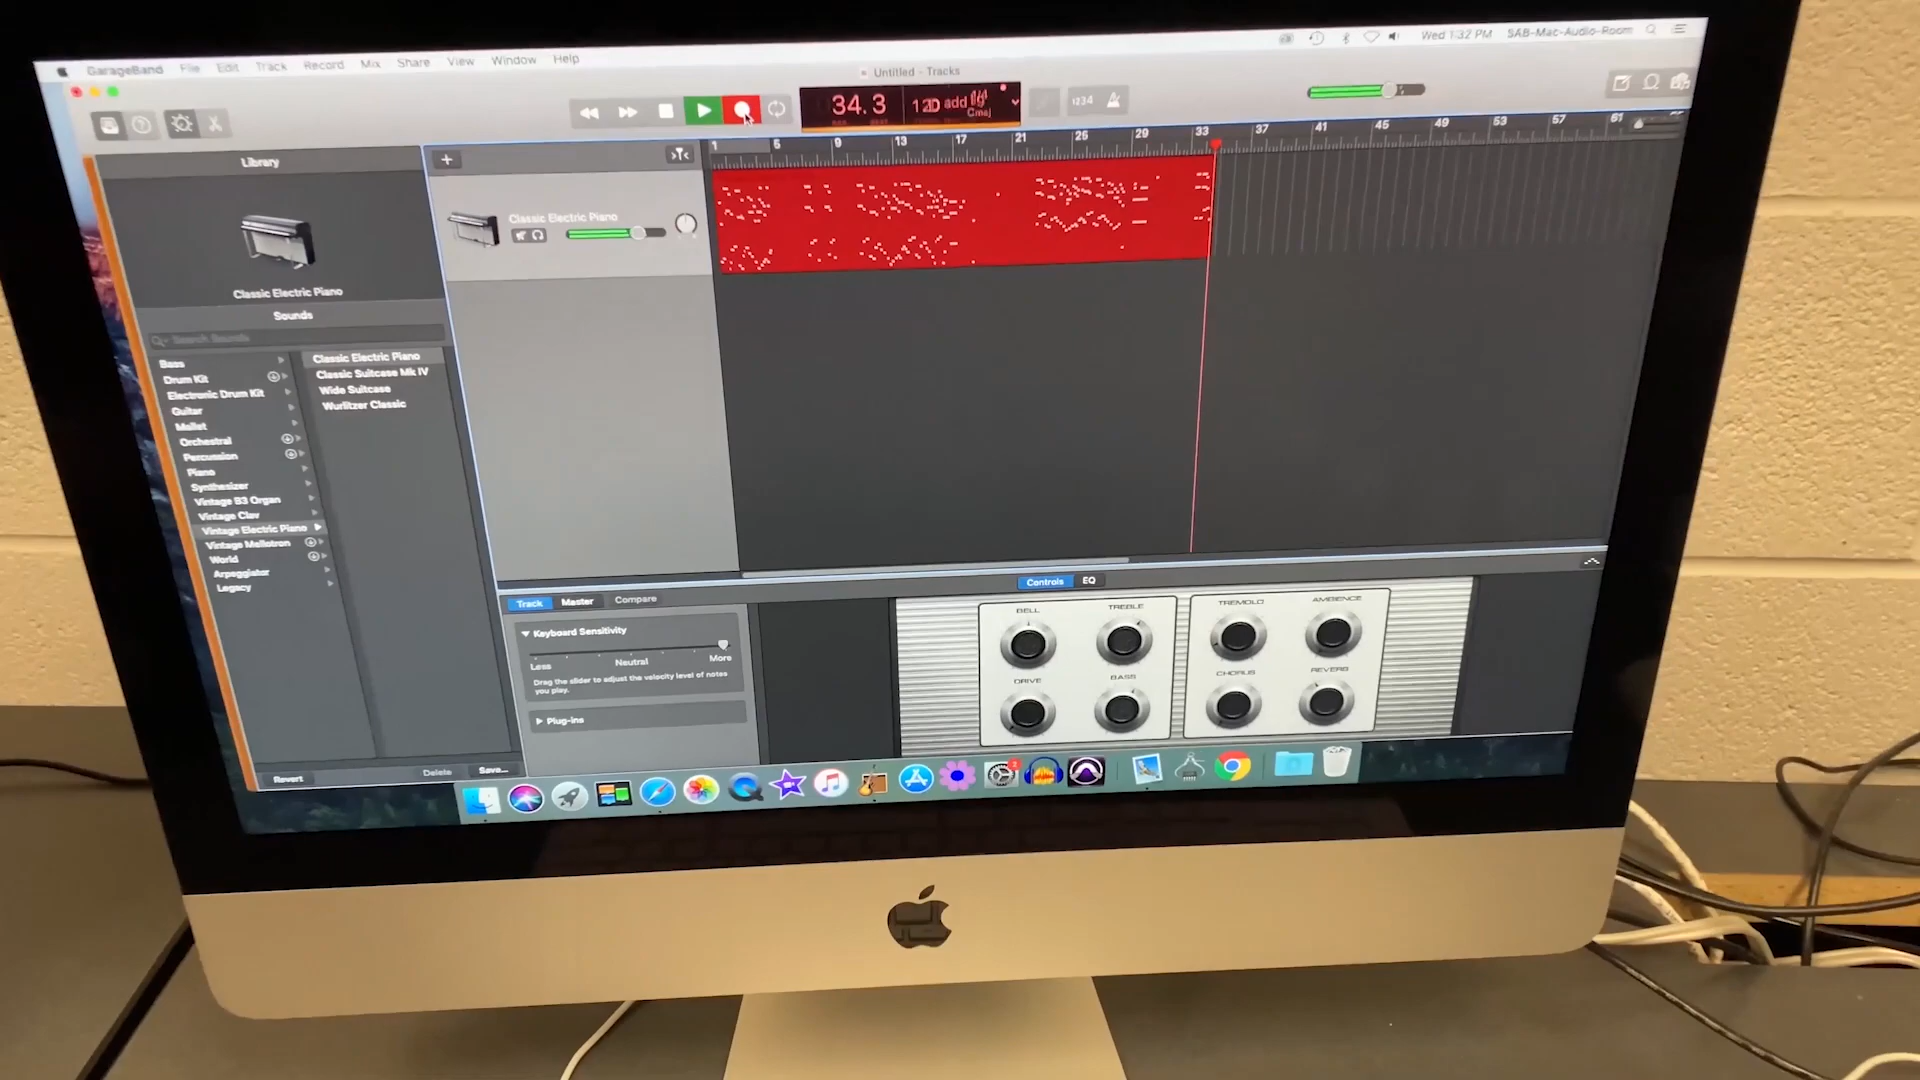 GarageBand File Edit Track Record Mix Share View Window Help
Wed 1:32 PM SAB-Mac-Audio-Room
Untitled - Tracks
34.3 120
Cmaj
1234
Library
1 5 9 13 17 21 25 29 33 37 41 45 49 53 57 61
Classic Electric Piano
Classic Electric Piano
Sounds
Search Sounds
Bass
Drum Kit
Electronic Drum Kit
Guitar
Mallet
Orchestral
Percussion
Piano
Synthesizer
Vintage B3 Organ
Vintage Clav
Vintage Electric Piano
Vintage Mellotron
World
Arpeggiator
Legacy
Classic Electric Piano
Classic Suitcase Mk IV
Wide Suitcase
Wurlitzer Classic
Revert Delete Save...
Controls EQ
Track Master Compare
Keyboard Sensitivity
Less Neutral More
Drag the slider to adjust the velocity level of notes
you play.
Plug-ins
BELL TREBLE TREMOLO AMBIENCE
DRIVE BASS CHORUS REVERB
2